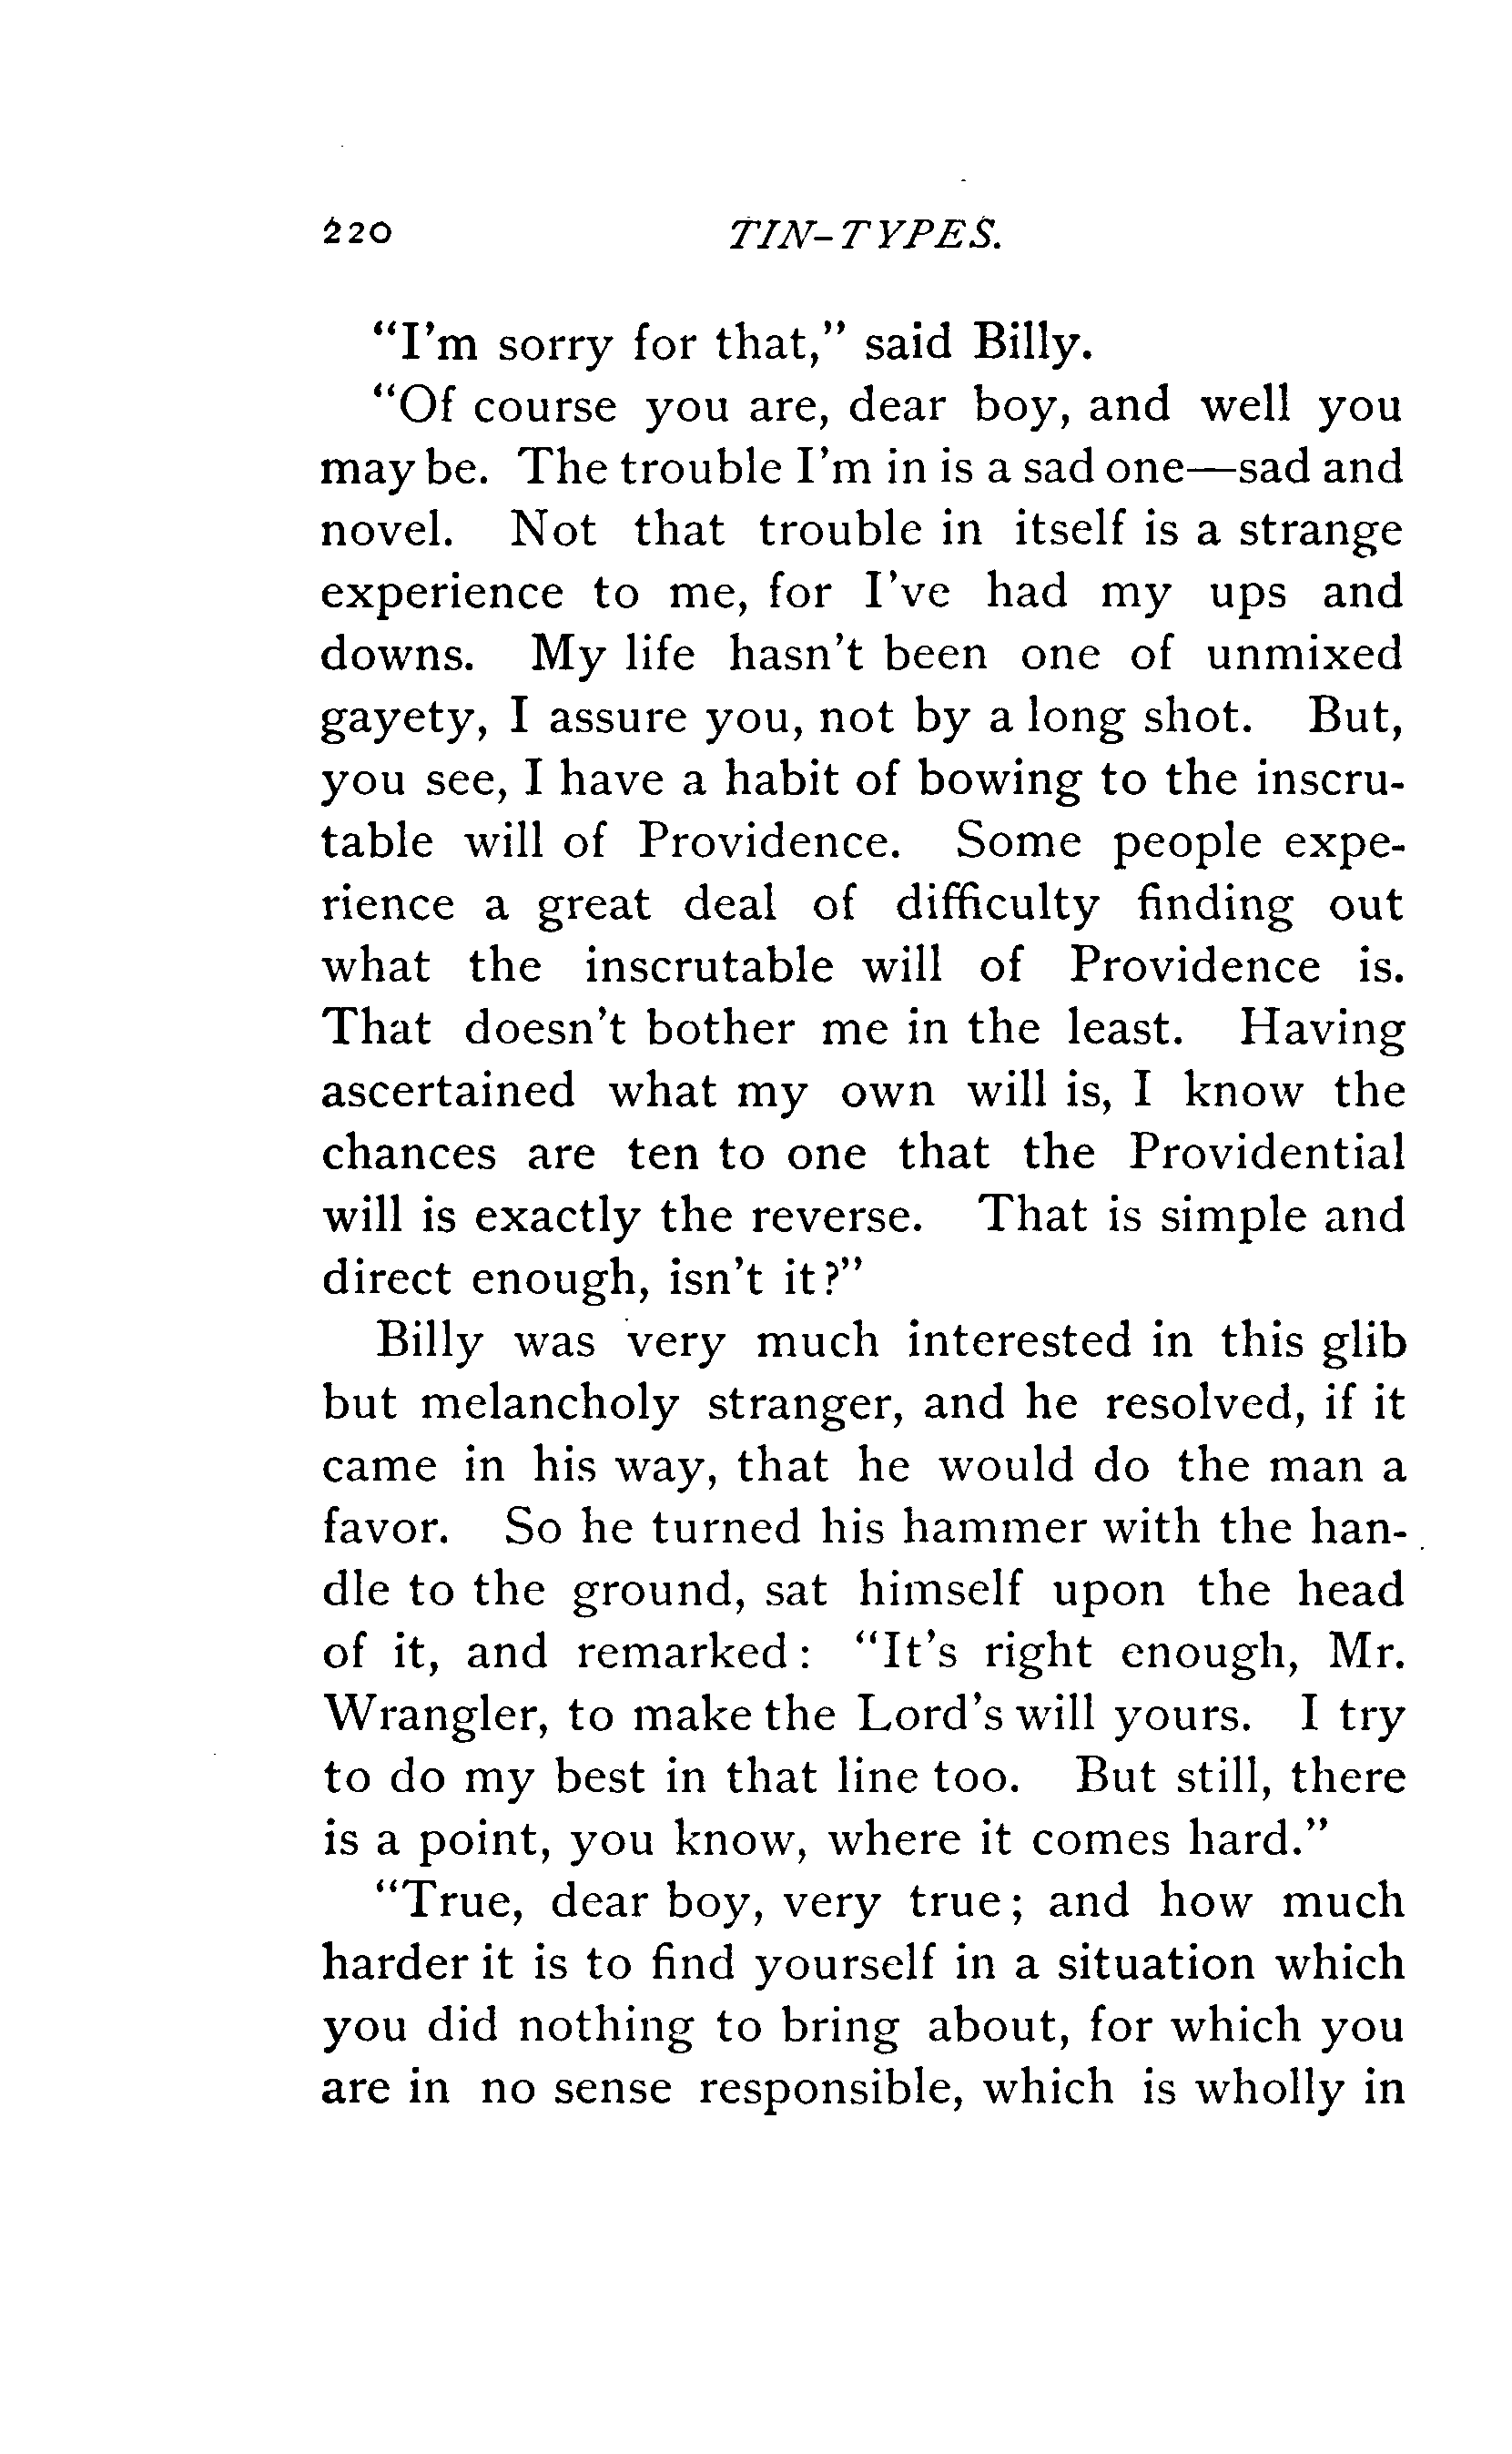 220 TIN-TYPES.
"I'm sorry for that," said Billy.
"Of course you are, dear boy, and well you
may be. The trouble I'm in is a sad one—sad and
novel. Not that trouble in itself is a strange
experience to me, for I've had my ups and
downs. My life hasn't been one of unmixed
gayety, I assure you, not by a long shot. But,
you see, I have a habit of bowing to the inscru-
table will of Providence. Some people expe-
rience a great deal of difficulty finding out
what the inscrutable will of Providence is.
That doesn't bother me in the least. Having
ascertained what my own will is, I know the
chances are ten to one that the Providential
will is exactly the reverse. That is simple and
direct enough, isn't it?"
Billy was very much interested in this glib
but melancholy stranger, and he resolved, if it
came in his way, that he would do the man a
favor. So he turned his hammer with the han-
dle to the ground, sat himself upon the head
of it, and remarked: "It's right enough, Mr.
Wrangler, to make the Lord's will yours. I try
to do my best in that line too. But still, there
is a point, you know, where it comes hard."
"True, dear boy, very true; and how much
harder it is to find yourself in a situation which
you did nothing to bring about, for which you
are in no sense responsible, which is wholly in